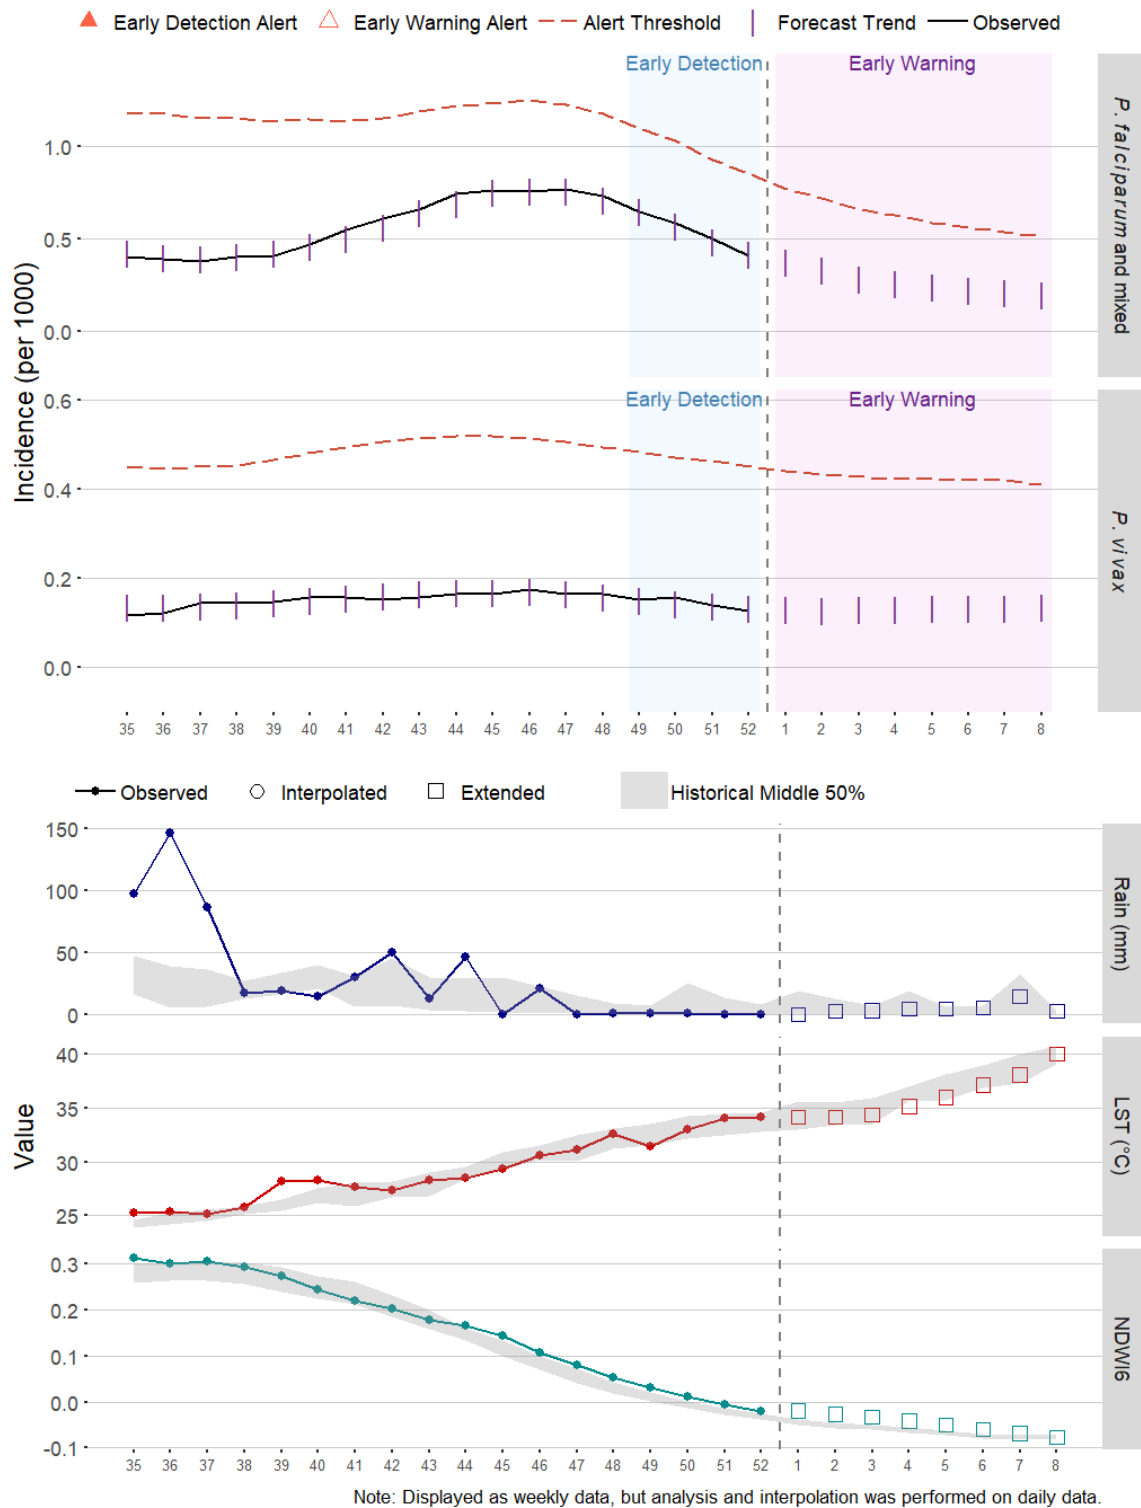 Early Detection Alert Early Warning Alert Alert Threshold Forecast Trend Observed
Early Detection Early Warning
1.0
0.5
0.0
P. falciparum and mixed
Incidence (per 1000)
Early Detection Early Warning
0.6
0.4
0.2
0.0
P. vivax
35 36 37 38 39 40 41 42 43 44 45 46 47 48 49 50 51 52 1 2 3 4 5 6 7 8
Observed Interpolated Extended Historical Middle 50%
150
100
50
0
Rain (mm)
Value
40
35
30
25
LST (°C)
0.3
0.2
0.1
0.0
-0.1
NDWI6
35 36 37 38 39 40 41 42 43 44 45 46 47 48 49 50 51 52 1 2 3 4 5 6 7 8
Note: Displayed as weekly data, but analysis and interpolation was performed on daily data.